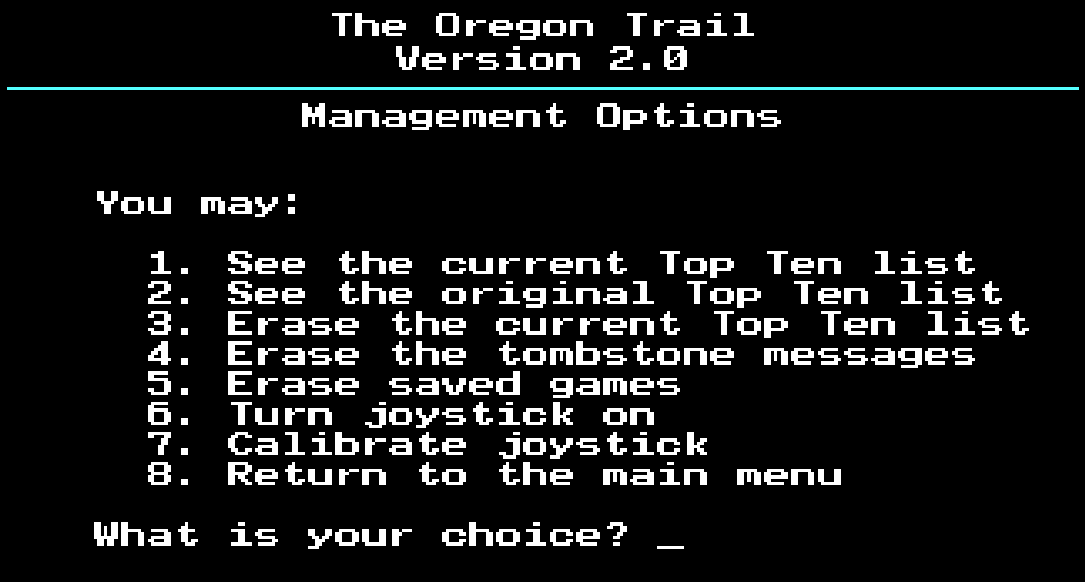 The Oregon Trail
Version 2.0
Management Options
You may:
1. See the current Top Ten list
2. See the original Top Ten list
3. Erase the current Top Ten list
4. Erase the tombstone messages
5. Erase saved games
6. Turn joystick on
7. Calibrate joystick
8. Return to the main menu
What is your choice? _